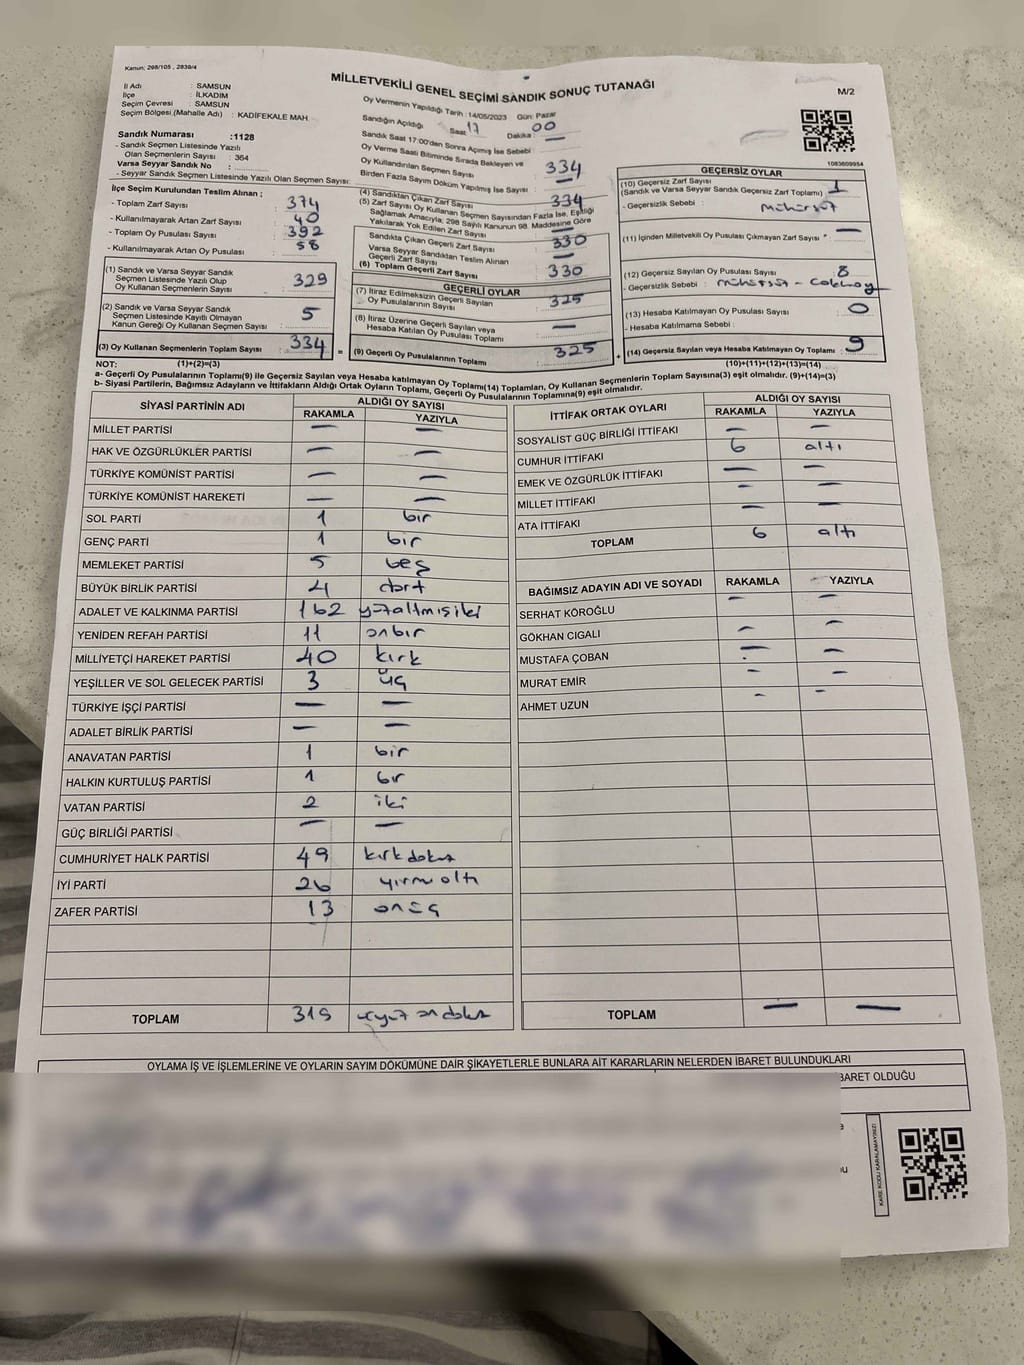 Kanun: 298/105 , 2839/4
MİLLETVEKİLİ GENEL SEÇİMİ SANDIK SONUÇ TUTANAĞI
M/2
İl Adı : SAMSUN
İlçe : İLKADIM
Seçim Çevresi : SAMSUN
Seçim Bölgesi (Mahalle Adı) : KADİFEKALE MAH.
Sandık Numarası :1128
- Sandık Seçmen Listesinde Yazılı
Olan Seçmenlerin Sayısı : 364
Varsa Seyyar Sandık No :
- Seyyar Sandık Seçmen Listesinde Yazılı Olan Seçmen Sayısı:
İlçe Seçim Kurulundan Teslim Alınan ;
- Toplam Zarf Sayısı : 374
- Kullanılmayarak Artan Zarf Sayısı : 40
- Toplam Oy Pusulası Sayısı : 392
- Kullanılmayarak Artan Oy Pusulası : 58
(1) Sandık ve Varsa Seyyar Sandık
Seçmen Listesinde Yazılı Olup
Oy Kullanan Seçmenlerin Sayısı : 329
(2) Sandık ve Varsa Seyyar Sandık
Seçmen Listesinde Kayıtlı Olmayan
Kanun Gereği Oy Kullanan Seçmen Sayısı : 5
(3) Oy Kullanan Seçmenlerin Toplam Sayısı : 334
Oy Vermenin Yapıldığı Tarih :14/05/2023 Gün: Pazar
Sandığın Açıldığı Saat : 17 Dakika : 00
Sandık Saat 17:00'den Sonra Açılmış İse Sebebi : —
Oy Verme Saati Bitiminde Sırada Bekleyen ve
Oy Kullandırılan Seçmen Sayısı : 334
Birden Fazla Sayım Döküm Yapılmış İse Sayısı : —
(4) Sandıktan Çıkan Zarf Sayısı : 334
(5) Zarf Sayısı Oy Kullanan Seçmen Sayısından Fazla İse, Eşitliği
Sağlamak Amacıyla, 298 Sayılı Kanunun 98. Maddesine Göre
Yakılarak Yok Edilen Zarf Sayısı : —
Sandıkta Çıkan Geçerli Zarf Sayısı : 330
Varsa Seyyar Sandıktan Teslim Alınan
Geçerli Zarf Sayısı : —
(6) Toplam Geçerli Zarf Sayısı : 330
GEÇERLİ OYLAR
(7) İtiraz Edilmeksizin Geçerli Sayılan
Oy Pusulalarının Sayısı : 325
(8) İtiraz Üzerine Geçerli Sayılan veya
Hesaba Katılan Oy Pusulaları Toplamı : —
= (9) Geçerli Oy Pusulalarının Toplamı : 325
1083609954
GEÇERSİZ OYLAR
(10) Geçersiz Zarf Sayısı
(Sandık ve Varsa Seyyar Sandık Geçersiz Zarf Toplamı) : 1
- Geçersizlik Sebebi : mühürsüz
(11) İçinden Milletvekili Oy Pusulası Çıkmayan Zarf Sayısı : —
(12) Geçersiz Sayılan Oy Pusulası Sayısı : 8
- Geçersizlik Sebebi : mühürsüz -
(13) Hesaba Katılmayan Oy Pusulası Sayısı : 0
- Hesaba Katılmama Sebebi :
+ (14) Geçersiz Sayılan veya Hesaba Katılmayan Oy Toplamı : 9
NOT: (1)+(2)=(3) (10)+(11)+(12)+(13)=(14)
a- Geçerli Oy Pusulalarının Toplamı(9) ile Geçersiz Sayılan veya Hesaba katılmayan Oy Toplamı(14) Toplamları, Oy Kullanan Seçmenlerin Toplam Sayısına(3) eşit olmalıdır. (9)+(14)=(3)
b- Siyasi Partilerin, Bağımsız Adayların ve İttifakların Aldığı Ortak Oyların Toplamı, Geçerli Oy Pusulalarının Toplamına(9) eşit olmalıdır.
SİYASİ PARTİNİN ADI ALDIĞI OY SAYISI
RAKAMLA YAZIYLA
MİLLET PARTİSİ — —
HAK VE ÖZGÜRLÜKLER PARTİSİ — —
TÜRKİYE KOMÜNİST PARTİSİ — —
TÜRKİYE KOMÜNİST HAREKETİ — —
SOL PARTİ 1 bir
GENÇ PARTİ 1 bir
MEMLEKET PARTİSİ 5 beş
BÜYÜK BİRLİK PARTİSİ 4 dört
ADALET VE KALKINMA PARTİSİ 162 yüzaltmışiki
YENİDEN REFAH PARTİSİ 11 onbir
MİLLİYETÇİ HAREKET PARTİSİ 40 kırk
YEŞİLLER VE SOL GELECEK PARTİSİ 3 üç
TÜRKİYE İŞÇİ PARTİSİ — —
ADALET BİRLİK PARTİSİ — —
ANAVATAN PARTİSİ 1 bir
HALKIN KURTULUŞ PARTİSİ 1 bir
VATAN PARTİSİ 2 iki
GÜÇ BİRLİĞİ PARTİSİ — —
CUMHURİYET HALK PARTİSİ 49 kırkdokuz
İYİ PARTİ 26 yirmialtı
ZAFER PARTİSİ 13 onüç
TOPLAM 319 üçyüz ondokuz
İTTİFAK ORTAK OYLARI ALDIĞI OY SAYISI
RAKAMLA YAZIYLA
SOSYALİST GÜÇ BİRLİĞİ İTTİFAKI — —
CUMHUR İTTİFAKI 6 altı
EMEK VE ÖZGÜRLÜK İTTİFAKI — —
MİLLET İTTİFAKI — —
ATA İTTİFAKI — —
TOPLAM 6 altı
BAĞIMSIZ ADAYIN ADI VE SOYADI RAKAMLA YAZIYLA
SERHAT KÖROĞLU — —
GÖKHAN CIGALI — —
MUSTAFA ÇOBAN — —
MURAT EMİR — —
AHMET UZUN — —
TOPLAM — —
OYLAMA İŞ VE İŞLEMLERİNE VE OYLARIN SAYIM DÖKÜMÜNE DAİR ŞİKAYETLERLE BUNLARA AİT KARARLARIN NELERDEN İBARET BULUNDUKLARI
BARET OLDUĞU
KARE KODU KARALAMAYINIZ!